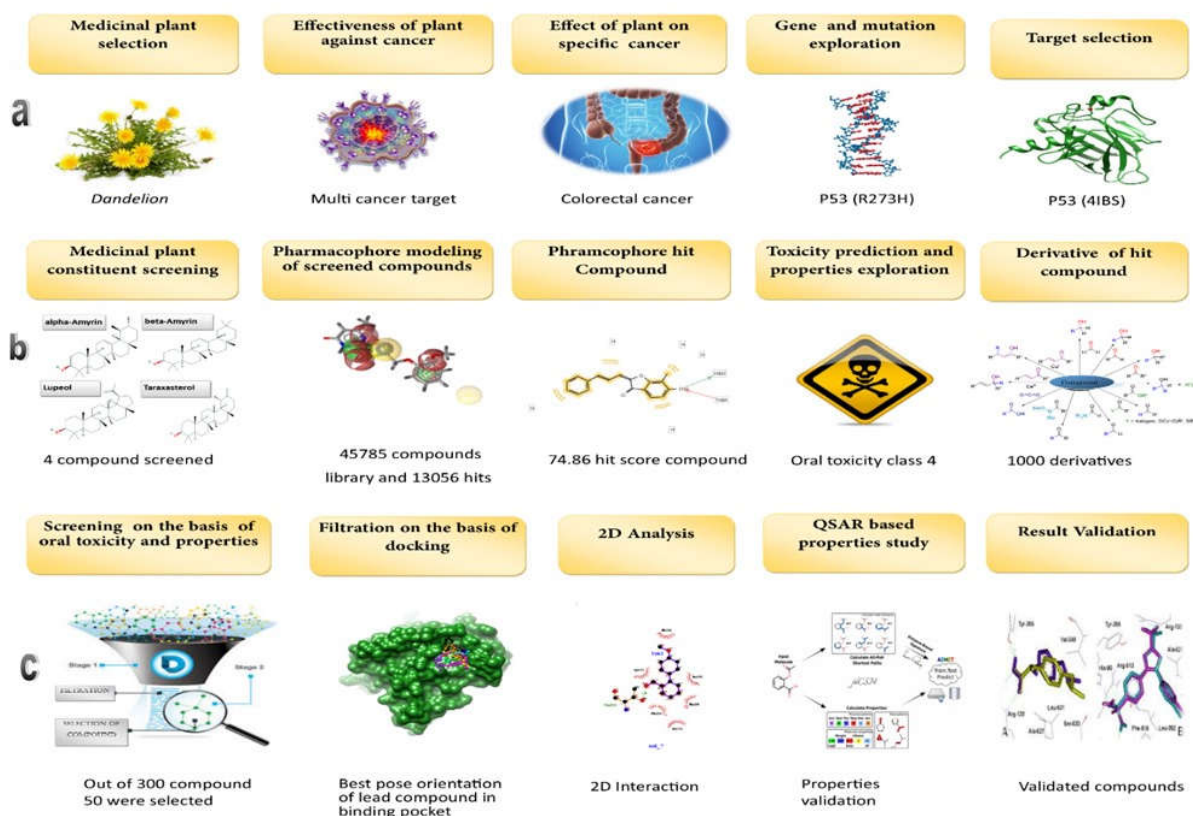 Medicinal plant
selection
Effectiveness of plant
against cancer
Effect of plant on
specific cancer
Gene and mutation
exploration
Target selection
a
Dandelion
Multi cancer target
Colorectal cancer
P53 (R273H)
P53 (4IBS)
Medicinal plant
constituent screening
Pharmacophore modeling
of screened compounds
Phramcophore hit
Compound
Toxicity prediction and
properties exploration
Derivative of hit
compound
b
alpha-Amyrin
beta-Amyrin
Lupeol
Taraxasterol
4 compound screened
45785 compounds
library and 13056 hits
74.86 hit score compound
Oral toxicity class 4
1000 derivatives
Screening on the basis of
oral toxicity and properties
Filtration on the basis of
docking
2D Analysis
QSAR based
properties study
Result Validation
c
Stage 1
FILTRATION
SELECTION OF
COMPOUND
Calculate Properties
Out of 300 compound
50 were selected
Best pose orientation
of lead compound in
binding pocket
2D Interaction
Properties
validation
Validated compounds